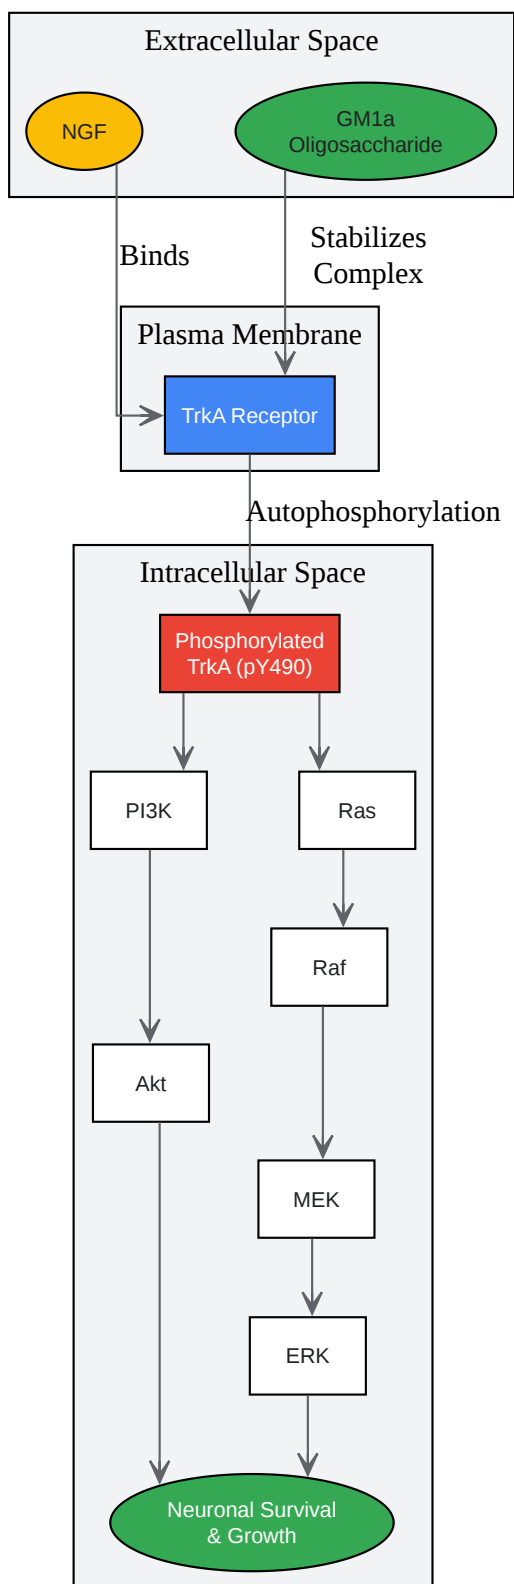 Extracellular Space
NGF
GM1a
Oligosaccharide
Binds
Stabilizes
Complex
Plasma Membrane
TrkA Receptor
Autophosphorylation
Intracellular Space
Phosphorylated
TrkA (pY490)
PI3K
Ras
Raf
Akt
MEK
ERK
Neuronal Survival
& Growth